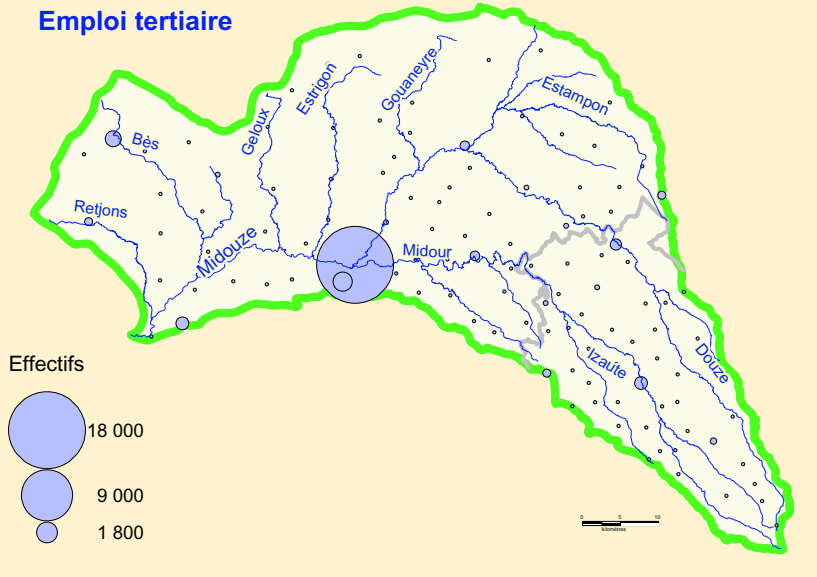 Emploi tertiaire
Gouaneyre
Estrigon
Estampon
Geloux
Bès
Retjons
Midouze
Midour
Izaute
Douze
Effectifs
18 000
9 000
1 800
0 5 10
kilomètres